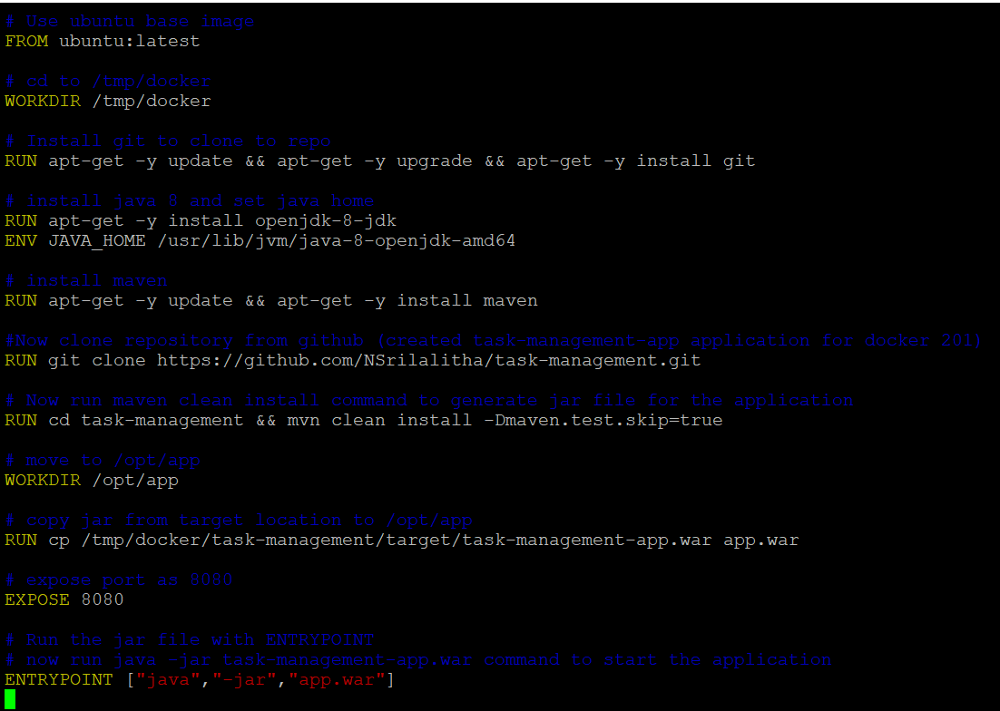 # Use ubuntu base image
FROM ubuntu:latest
# cd to /tmp/docker
WORKDIR /tmp/docker
# Install git to clone to repo
RUN apt-get -y update && apt-get -y upgrade && apt-get -y install git
# install java 8 and set java home
RUN apt-get -y install openjdk-8-jdk
ENV JAVA_HOME /usr/lib/jvm/java-8-openjdk-amd64
# install maven
RUN apt-get -y update && apt-get -y install maven
#Now clone repository from github (created task-management-app application for docker 201)
RUN git clone https://github.com/NSrilalitha/task-management.git
# Now run maven clean install command to generate jar file for the application
RUN cd task-management && mvn clean install -Dmaven.test.skip=true
# move to /opt/app
WORKDIR /opt/app
# copy jar from target location to /opt/app
RUN cp /tmp/docker/task-management/target/task-management-app.war app.war
# expose port as 8080
EXPOSE 8080
# Run the jar file with ENTRYPOINT
# now run java -jar task-management-app.war command to start the application
ENTRYPOINT ["java","-jar","app.war"]